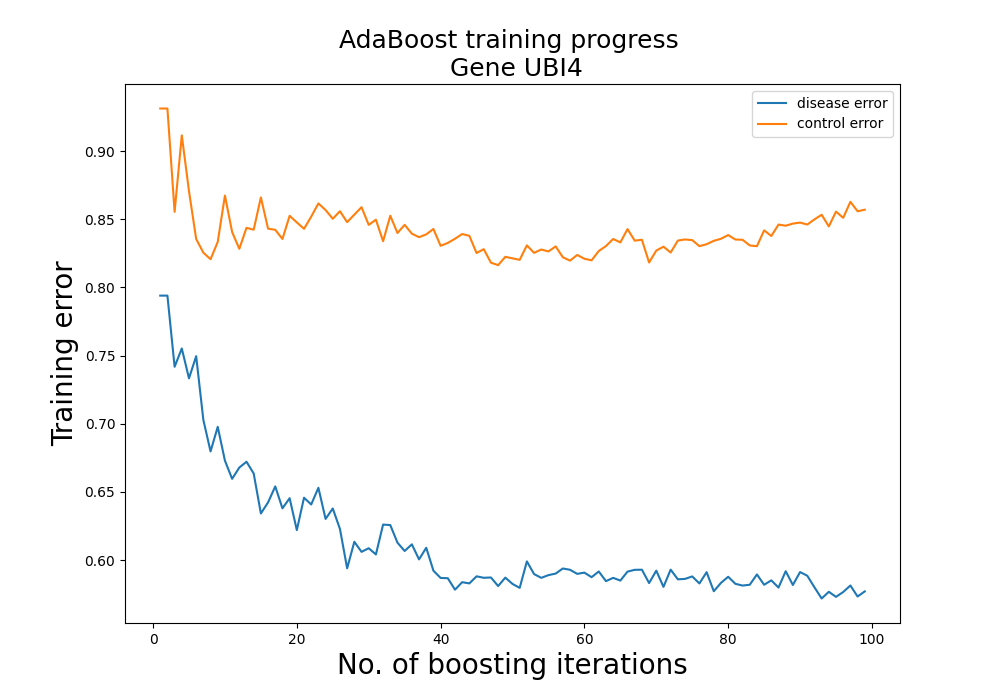 AdaBoost training progress
Gene UBI4
disease error
control error
Training error
0.90
0.85
0.80
0.75
0.70
0.65
0.60
0
20
40
60
80
100
No. of boosting iterations